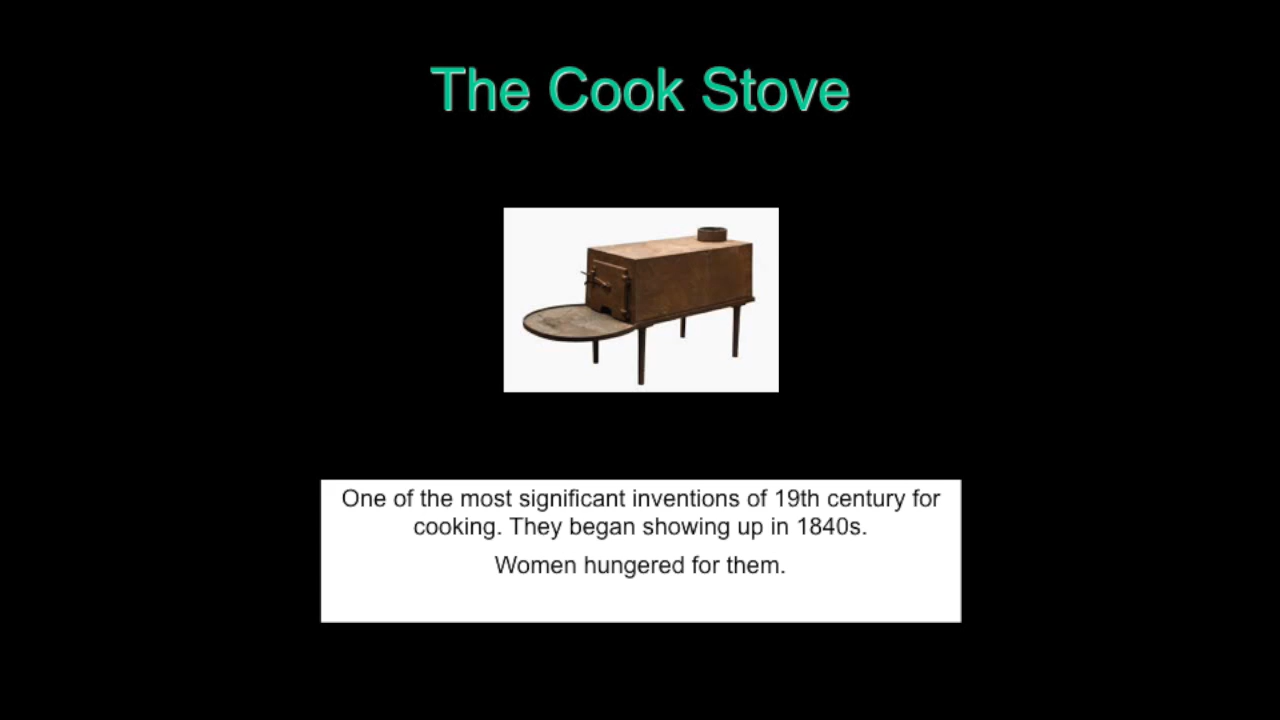 The Cook Stove
One of the most significant inventions of 19th century for
cooking. They began showing up in 1840s.
Women hungered for them.